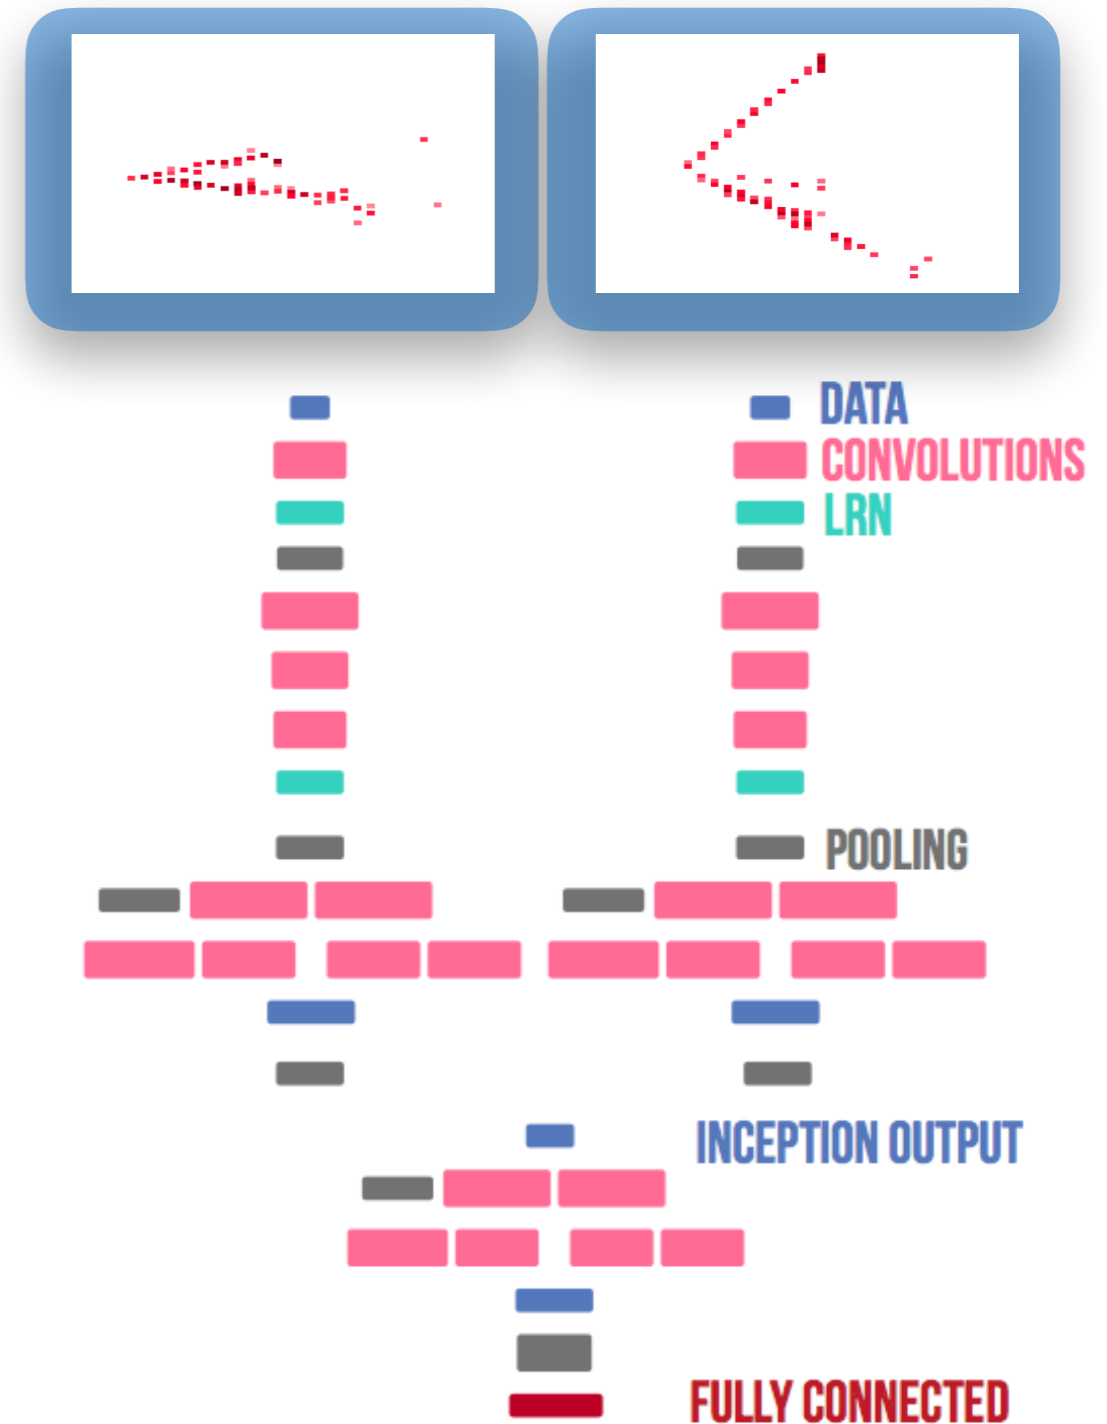 DATA
CONVOLUTIONS
LRN
POOLING
INCEPTION OUTPUT
FULLY CONNECTED